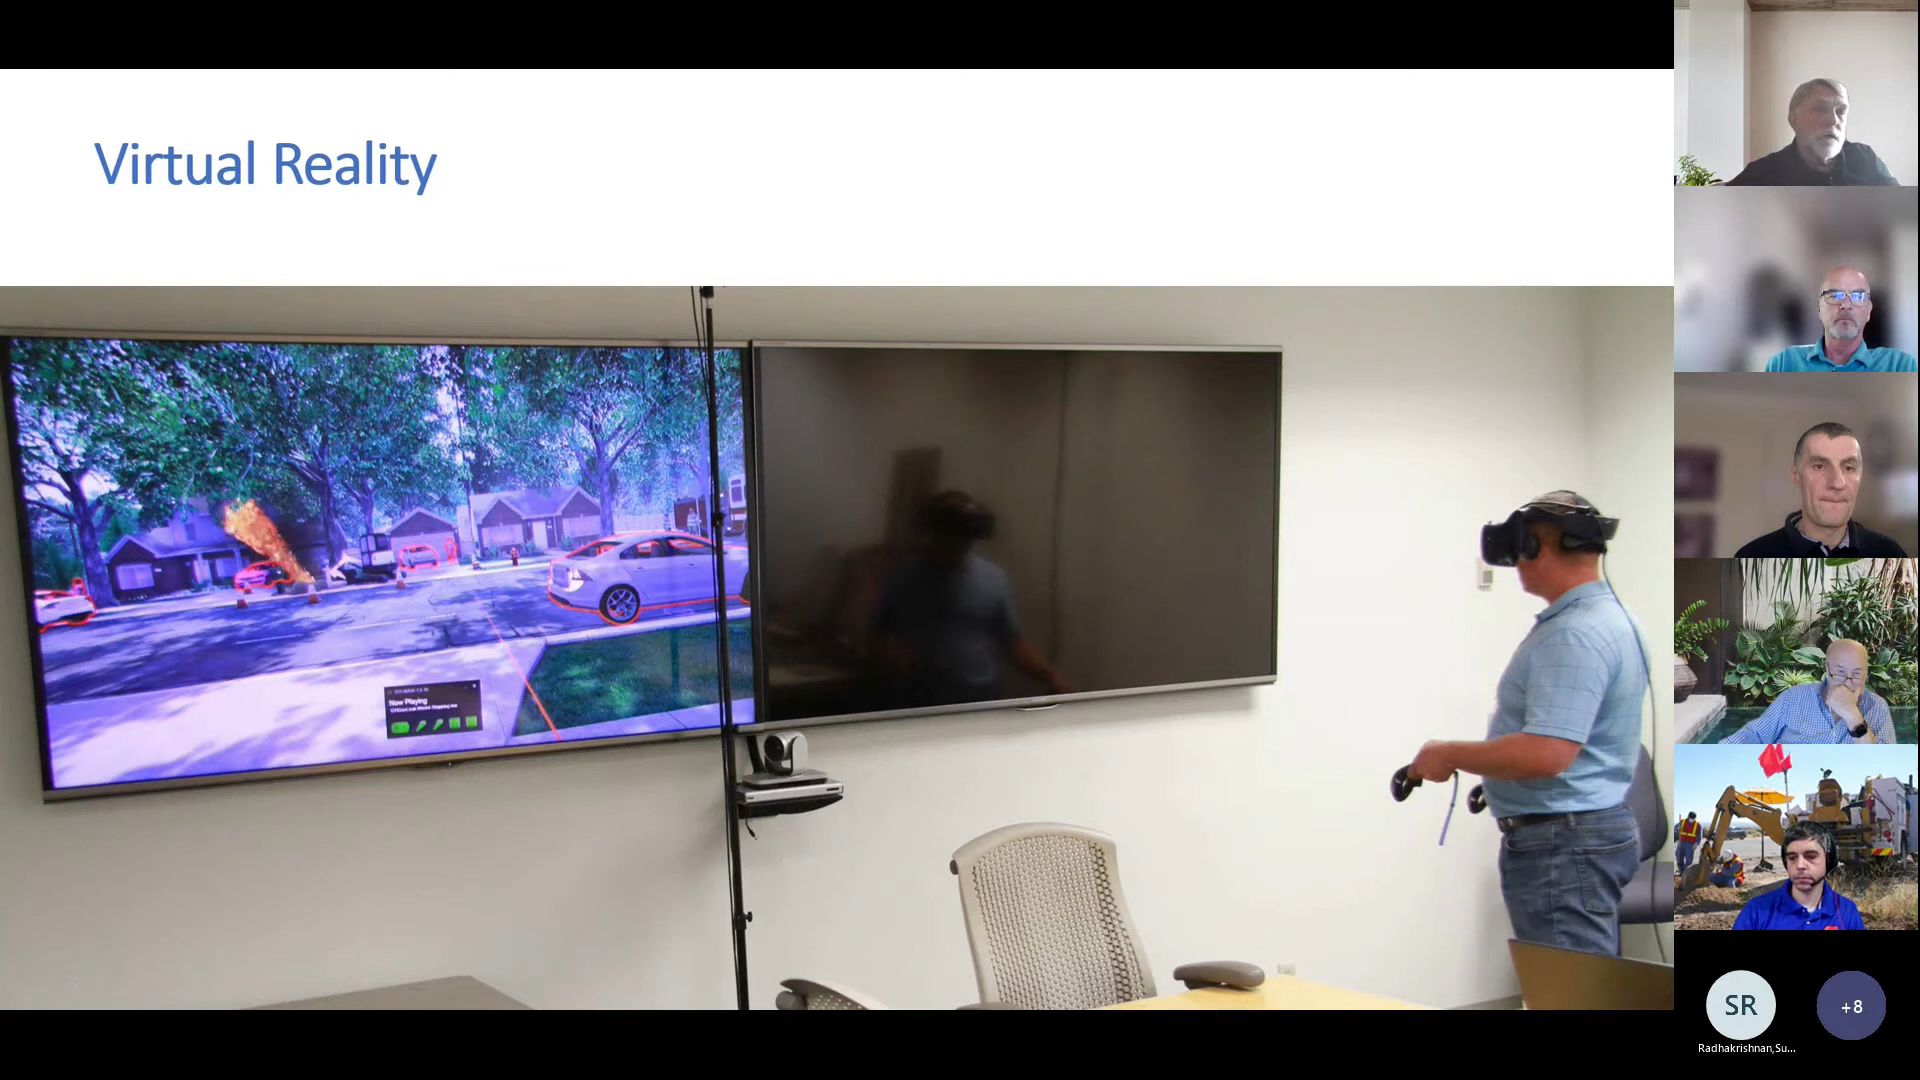 Virtual Reality
Now Playing
SR
+8
Radhakrishnan,Su...